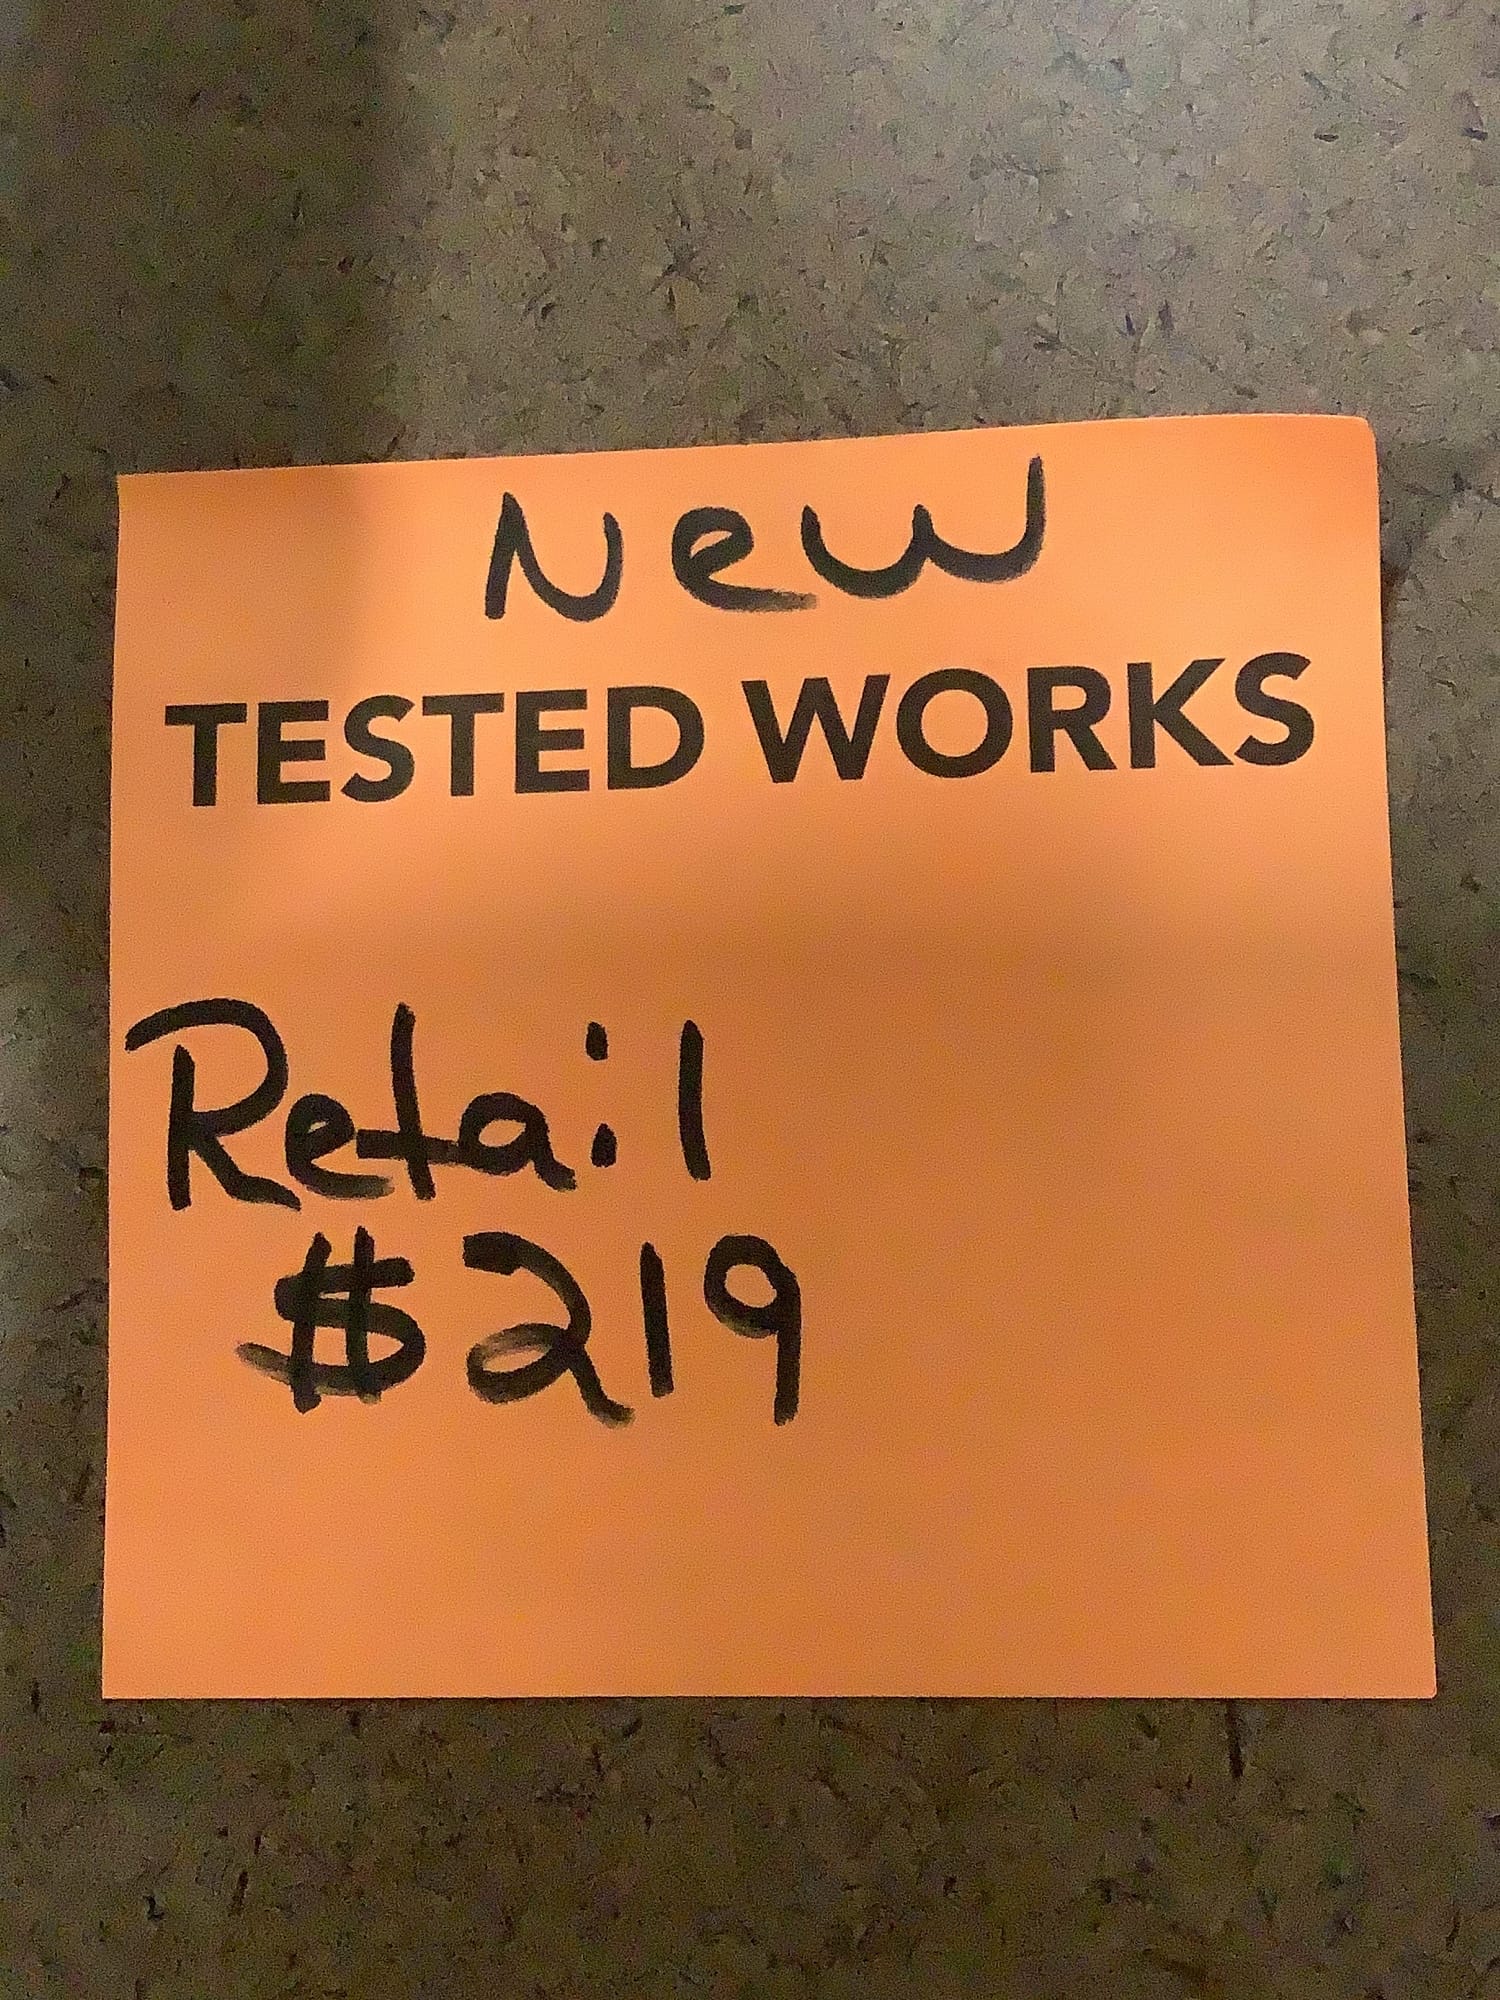 New
TESTED WORKS
Retail
$219